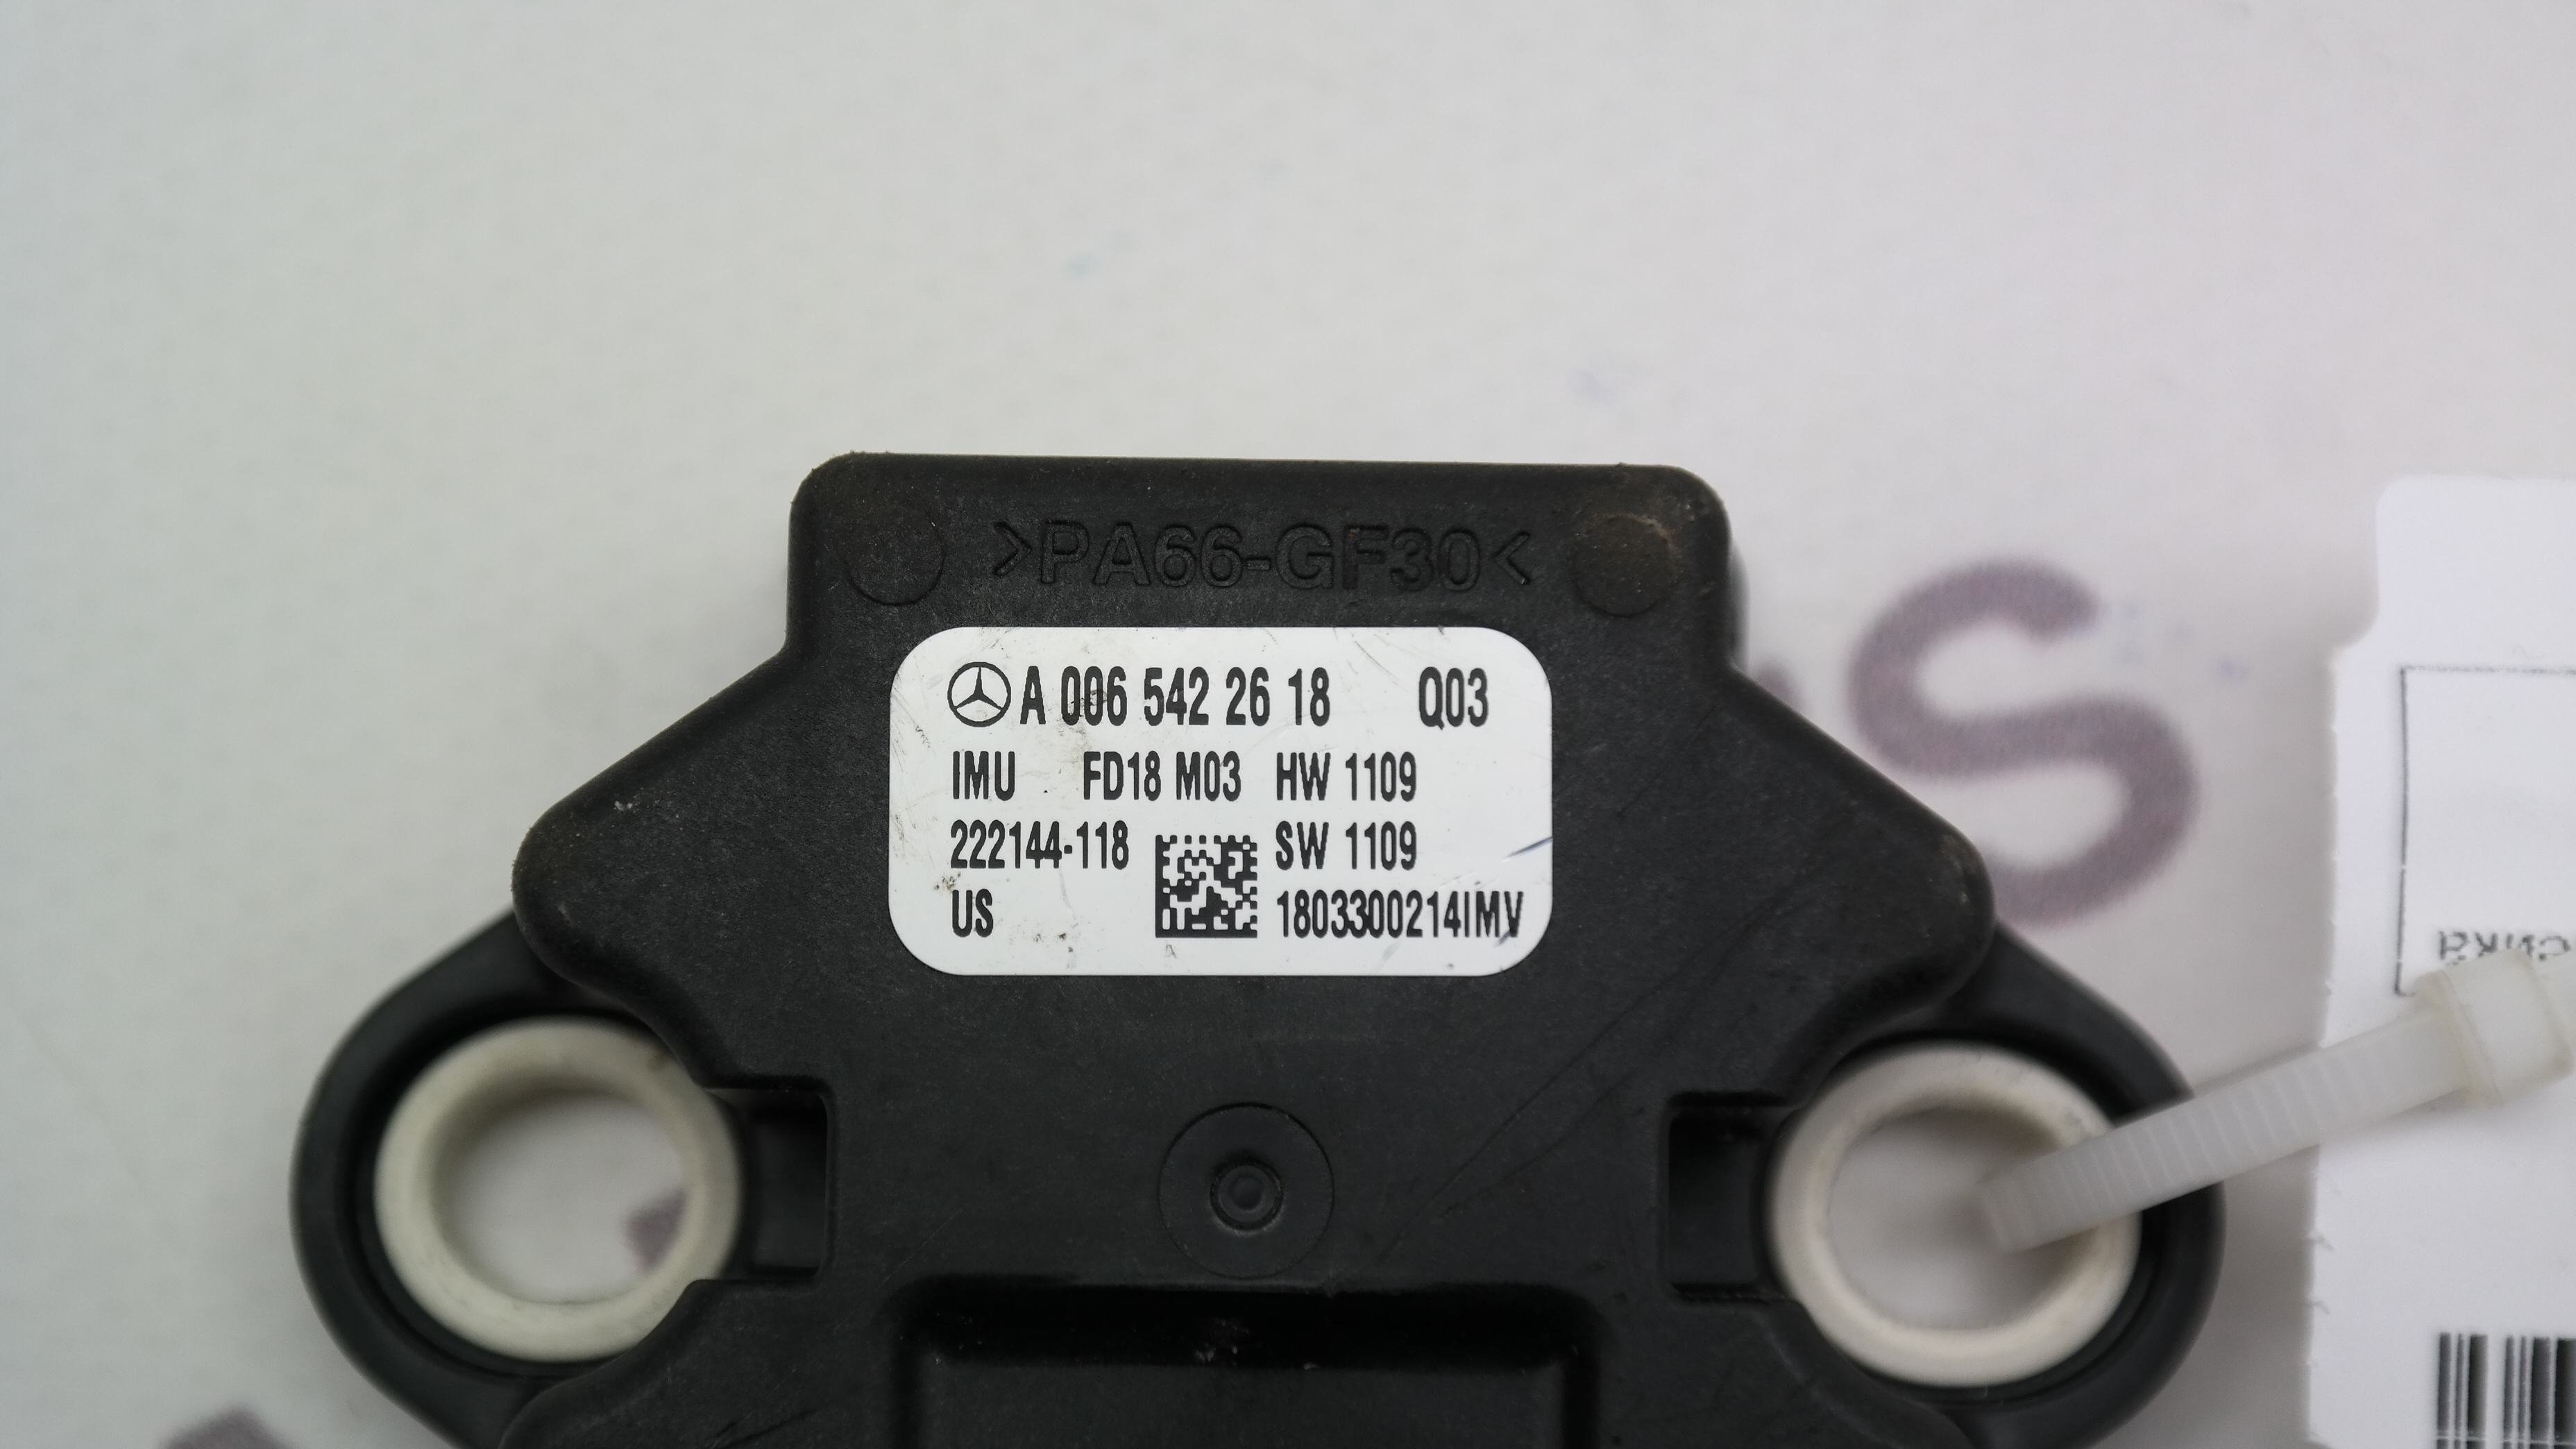 >PA66-GF30<
A 006 542 26 18 Q03
IMU FD18 M03 HW 1109
222144-118 SW 1109
US 1803300214IMV
S